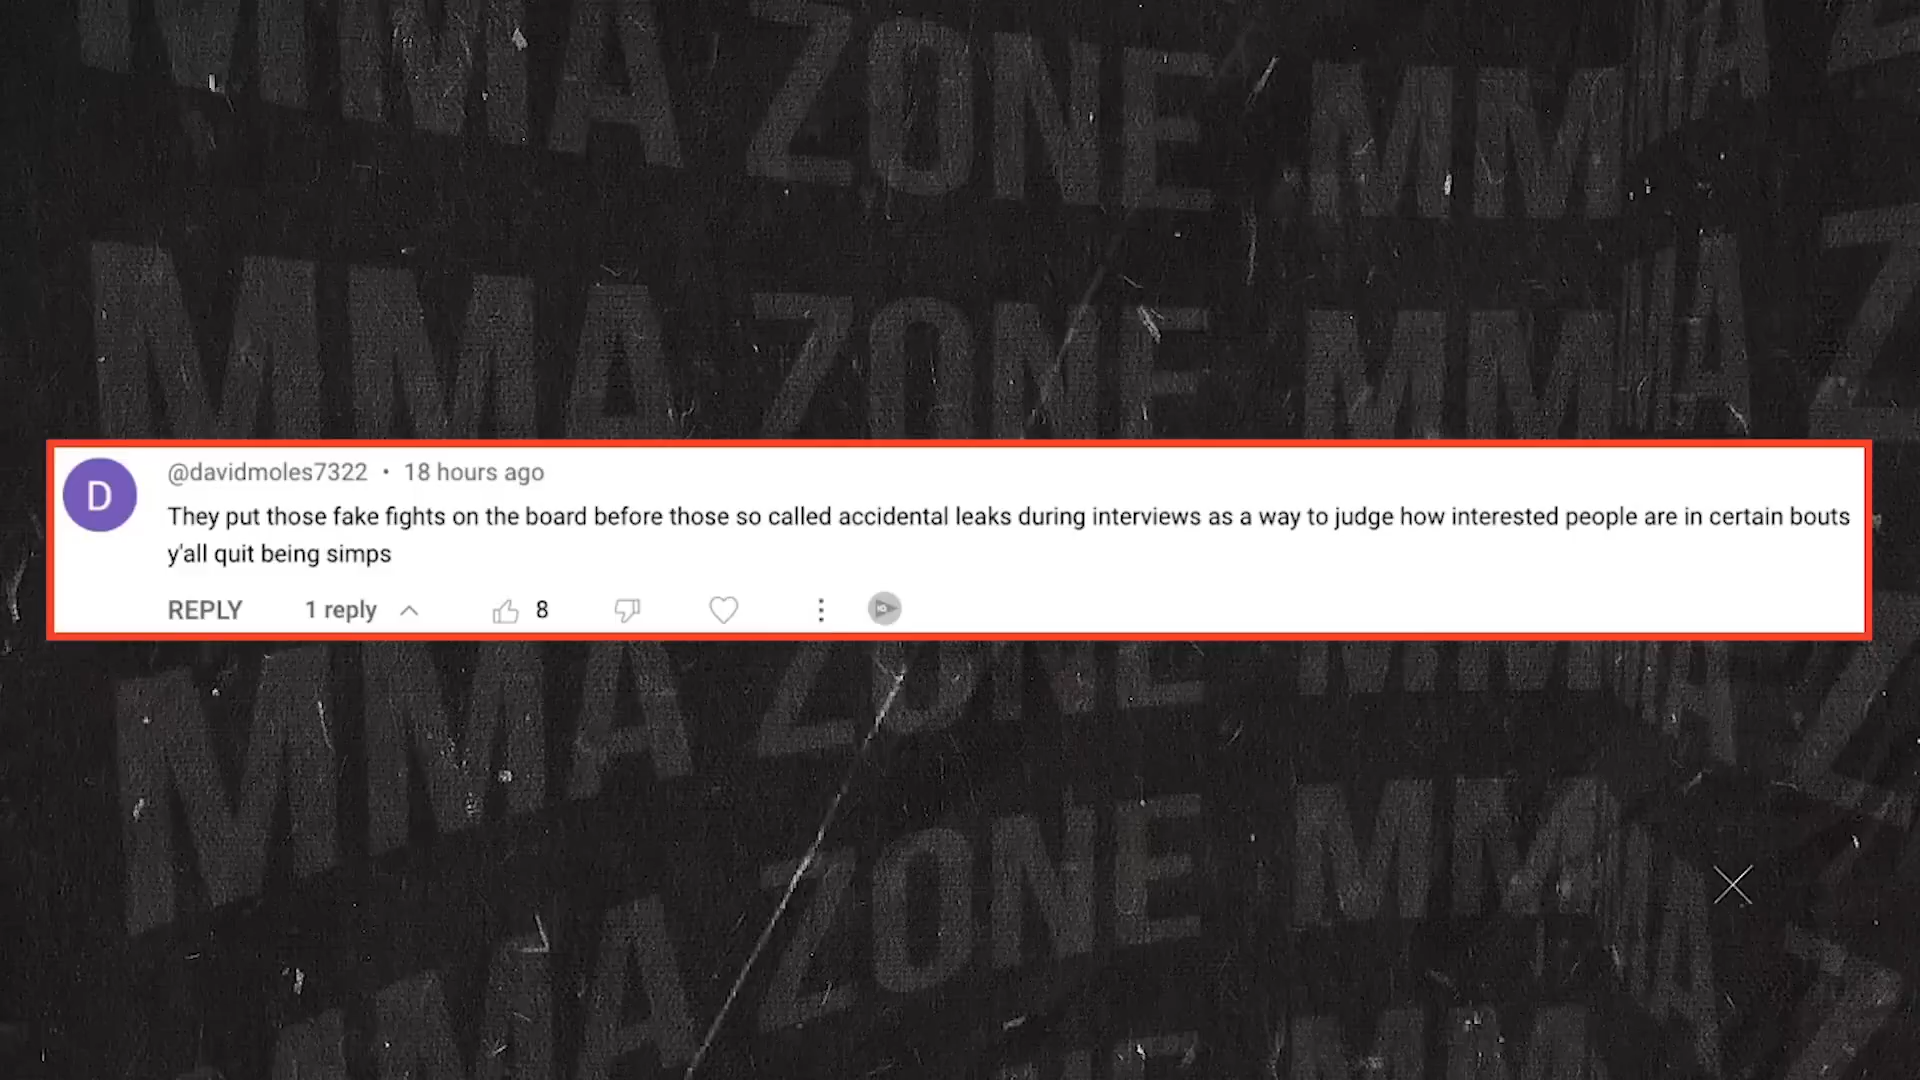 MMA ZONE MMA
MMA ZONE MMA Z
@davidmoles7322 • 18 hours ago
They put those fake fights on the board before those so called accidental leaks during interviews as a way to judge how interested people are in certain bouts
y'all quit being simps
REPLY 1 reply 8
D
MMA ZONE MMA Z
MMA ZONE MMA Z